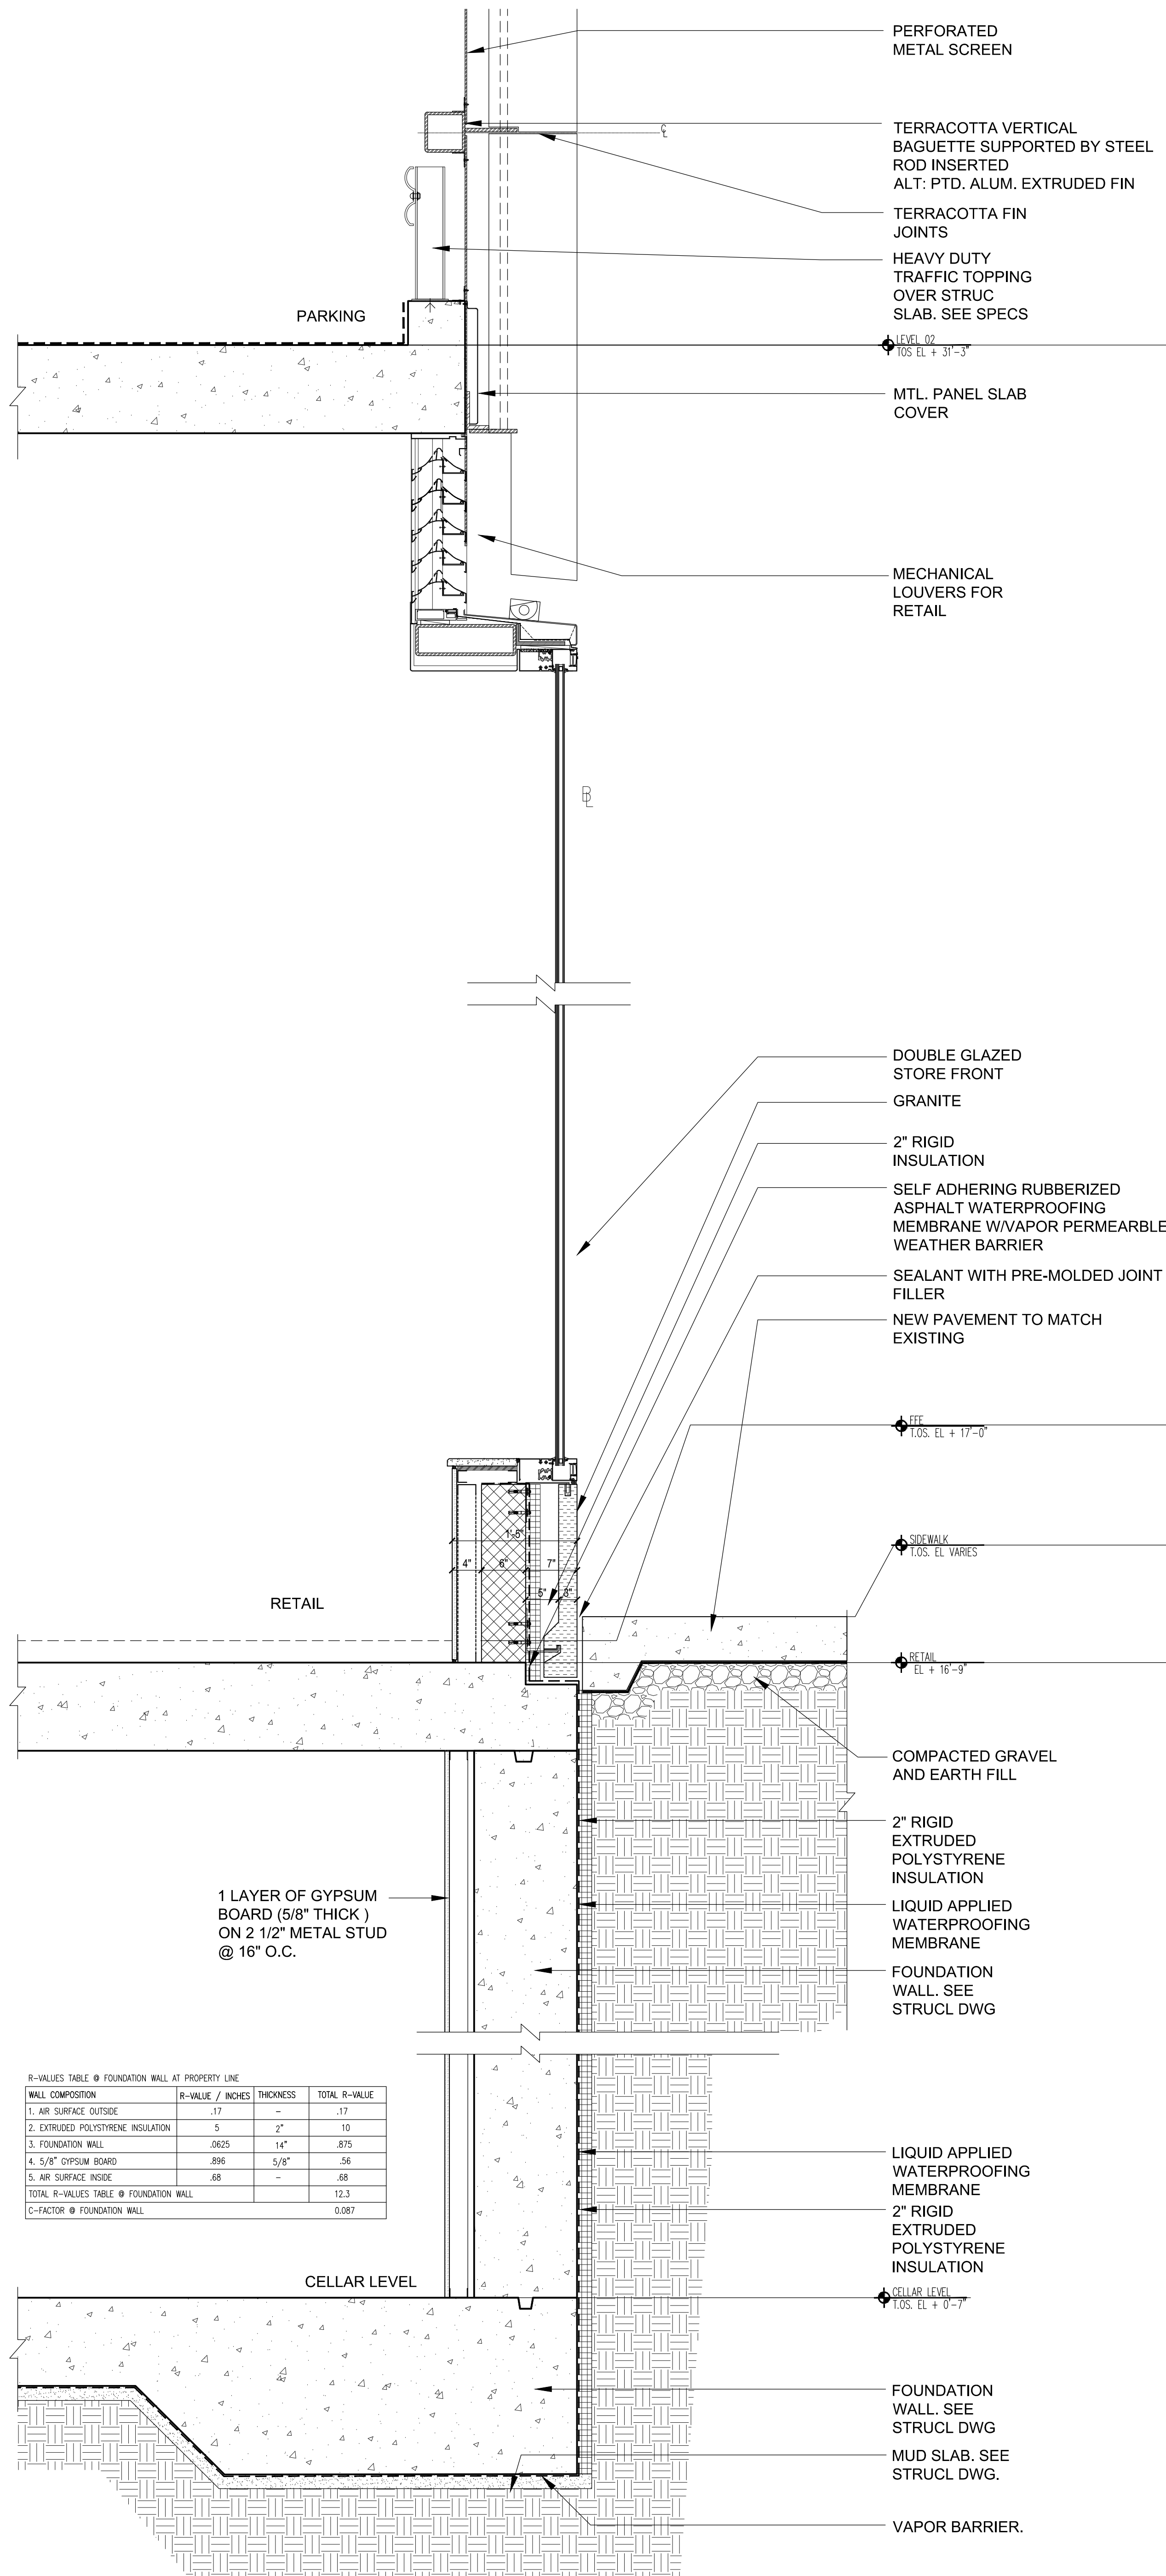 PERFORATED
METAL SCREEN
TERRACOTTA VERTICAL
BAGUETTE SUPPORTED BY STEEL
ROD INSERTED
ALT: PTD. ALUM. EXTRUDED FIN
CL
TERRACOTTA FIN
JOINTS
HEAVY DUTY
TRAFFIC TOPPING
OVER STRUC
SLAB. SEE SPECS
PARKING
LEVEL 02
TOS EL + 31'-3"
MTL. PANEL SLAB
COVER
MECHANICAL
LOUVERS FOR
RETAIL
BL
DOUBLE GLAZED
STORE FRONT
GRANITE
2" RIGID
INSULATION
SELF ADHERING RUBBERIZED
ASPHALT WATERPROOFING
MEMBRANE W/VAPOR PERMEARBLE
WEATHER BARRIER
SEALANT WITH PRE-MOLDED JOINT
FILLER
NEW PAVEMENT TO MATCH
EXISTING
FFE
T.OS. EL + 17'-0"
SIDEWALK
T.OS. EL VARIES
1'-5"
4" 6" 7"
5" 3"
RETAIL
RETAIL
EL + 16'-9"
COMPACTED GRAVEL
AND EARTH FILL
2" RIGID
EXTRUDED
POLYSTYRENE
INSULATION
1 LAYER OF GYPSUM
BOARD (5/8" THICK )
ON 2 1/2" METAL STUD
@ 16" O.C.
LIQUID APPLIED
WATERPROOFING
MEMBRANE
FOUNDATION
WALL. SEE
STRUCL DWG
R-VALUES TABLE @ FOUNDATION WALL AT PROPERTY LINE
WALL COMPOSITION R-VALUE / INCHES THICKNESS TOTAL R-VALUE
1. AIR SURFACE OUTSIDE .17 - .17
2. EXTRUDED POLYSTYRENE INSULATION 5 2" 10
3. FOUNDATION WALL .0625 14" .875
4. 5/8" GYPSUM BOARD .896 5/8" .56
5. AIR SURFACE INSIDE .68 - .68
TOTAL R-VALUES TABLE @ FOUNDATION WALL 12.3
C-FACTOR @ FOUNDATION WALL 0.087
LIQUID APPLIED
WATERPROOFING
MEMBRANE
2" RIGID
EXTRUDED
POLYSTYRENE
INSULATION
CELLAR LEVEL
CELLAR LEVEL
T.OS. EL + 0'-7"
FOUNDATION
WALL. SEE
STRUCL DWG
MUD SLAB. SEE
STRUCL DWG.
VAPOR BARRIER.